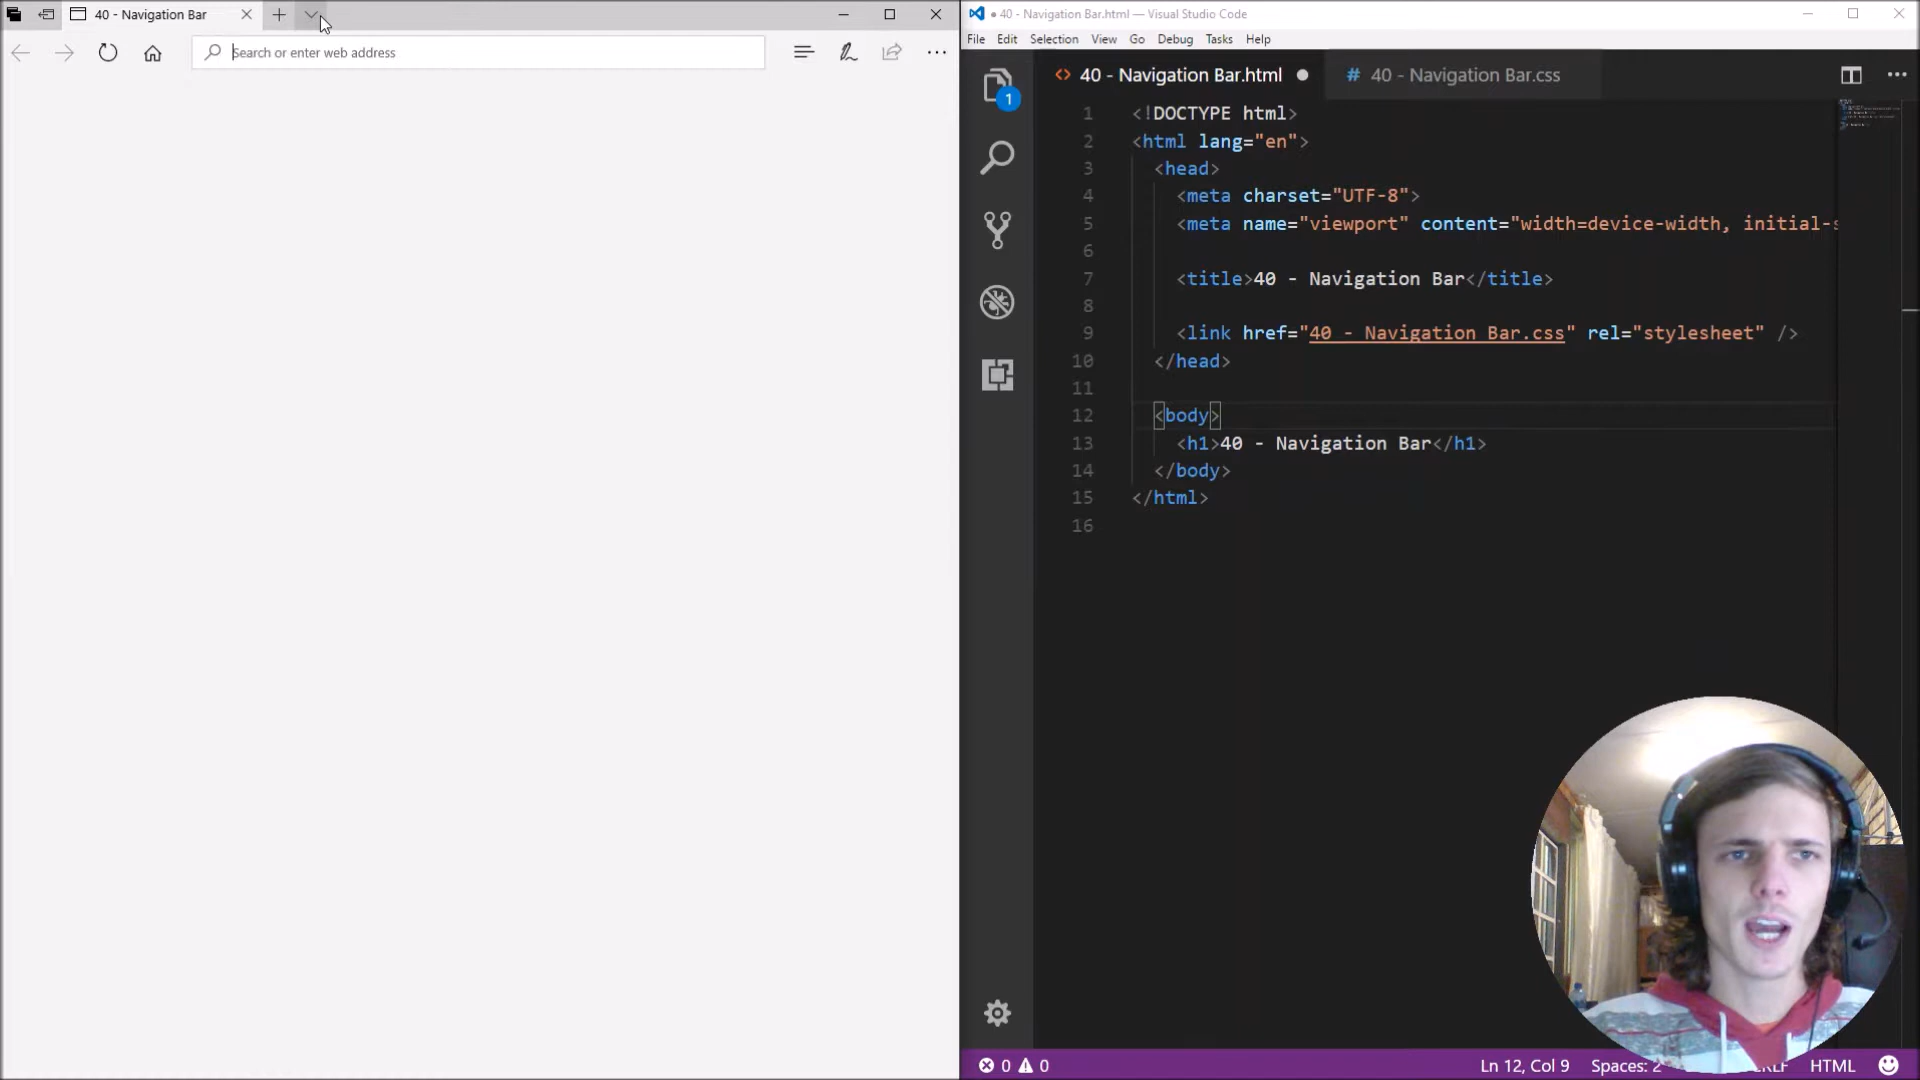 40 - Navigation Bar
Search or enter web address
40 - Navigation Bar.html — Visual Studio Code
File Edit Selection View Go Debug Tasks Help
40 - Navigation Bar.html
# 40 - Navigation Bar.css
1
1 <!DOCTYPE html>
2 <html lang="en">
3 <head>
4 <meta charset="UTF-8">
5 <meta name="viewport" content="width=device-width, initial-s
6
7 <title>40 - Navigation Bar</title>
8
9 <link href="40 - Navigation Bar.css" rel="stylesheet" />
10 </head>
11
12 <body>
13 <h1>40 - Navigation Bar</h1>
14 </body>
15 </html>
16
0 0 Ln 12, Col 9 Spaces: 2 HTML